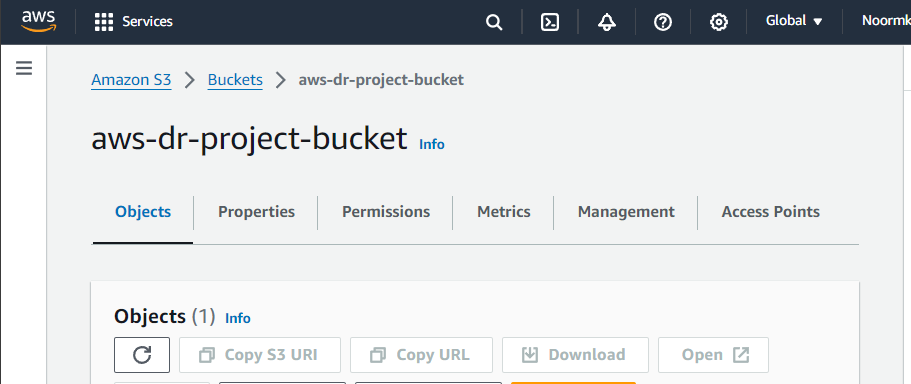 aws Services Global Noormk
Amazon S3 Buckets aws-dr-project-bucket
aws-dr-project-bucket Info
Objects Properties Permissions Metrics Management Access Points
Objects (1) Info
Copy S3 URI Copy URL Download Open